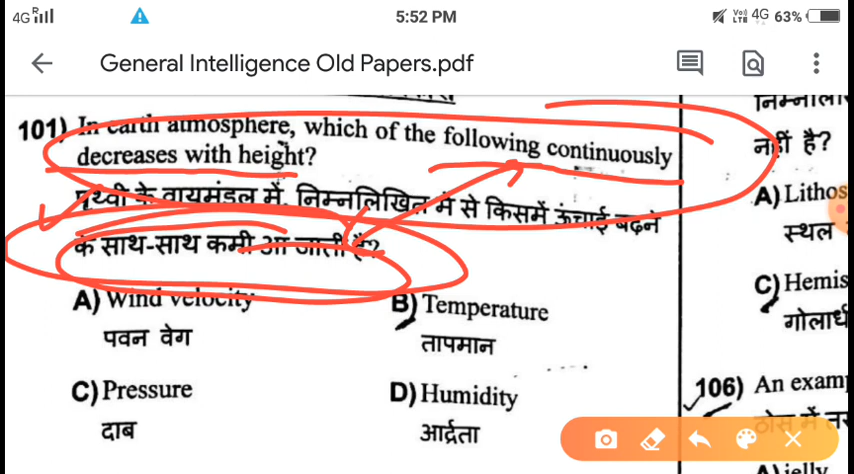 4G R
5:52 PM
VoLTE 4G 63%
General Intelligence Old Papers.pdf
101) In earth atmosphere, which of the following continuously
decreases with height?
पृथ्वी के वायुमंडल में, निम्नलिखित में से किसमें ऊंचाई बढ़ने
के साथ-साथ कमी आ जाती है?
A) Wind velocity
पवन वेग
B) Temperature
तापमान
C) Pressure
दाब
D) Humidity
आर्द्रता
नहीं है?
A) Lithos
स्थल
C) Hemis
गोलार्ध
106) An exam
ठोस में
A) jelly